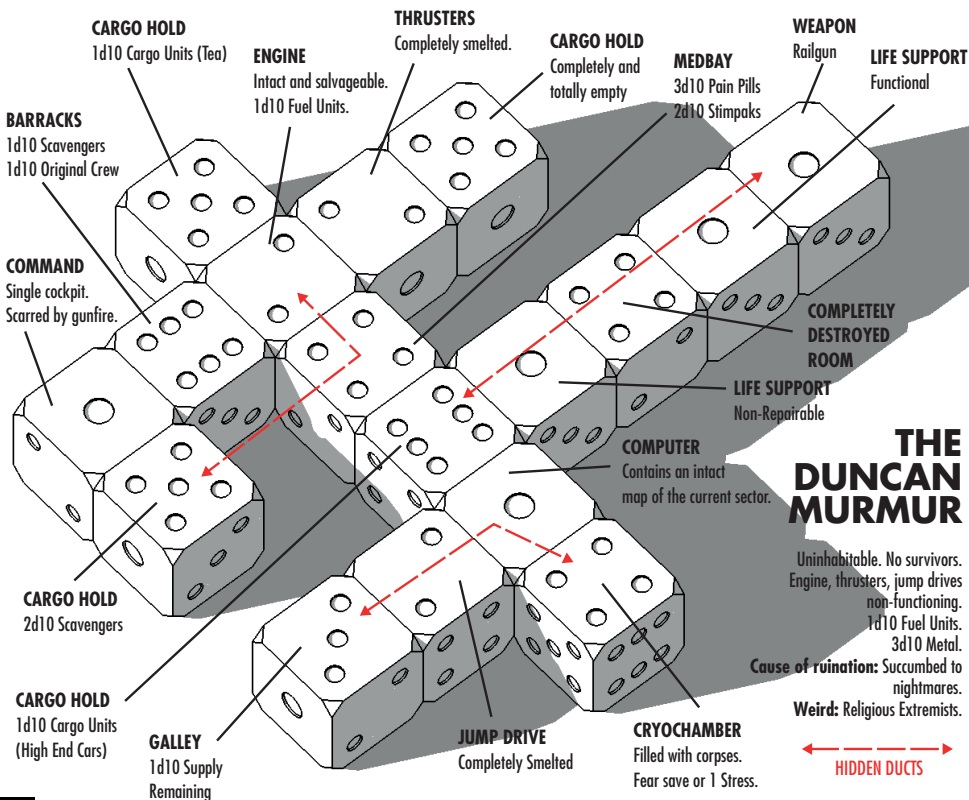 CARGO HOLD
1d10 Cargo Units (Tea)
ENGINE
Intact and salvageable.
1d10 Fuel Units.
THRUSTERS
Completely smelted.
CARGO HOLD
Completely and
totally empty
MEDBAY
3d10 Pain Pills
2d10 Stimpaks
WEAPON
Railgun
LIFE SUPPORT
Functional
BARRACKS
1d10 Scavengers
1d10 Original Crew
COMMAND
Single cockpit.
Scarred by gunfire.
COMPLETELY
DESTROYED
ROOM
LIFE SUPPORT
Non-Repairable
COMPUTER
Contains an intact
map of the current sector.
CARGO HOLD
2d10 Scavengers
CARGO HOLD
1d10 Cargo Units
(High End Cars)
GALLEY
1d10 Supply
Remaining
JUMP DRIVE
Completely Smelted
CRYOCHAMBER
Filled with corpses.
Fear save or 1 Stress.
THE
DUNCAN
MURMUR
Uninhabitable. No survivors.
Engine, thrusters, jump drives
non-functioning.
1d10 Fuel Units.
3d10 Metal.
Cause of ruination: Succumbed to
nightmares.
Weird: Religious Extremists.
HIDDEN DUCTS